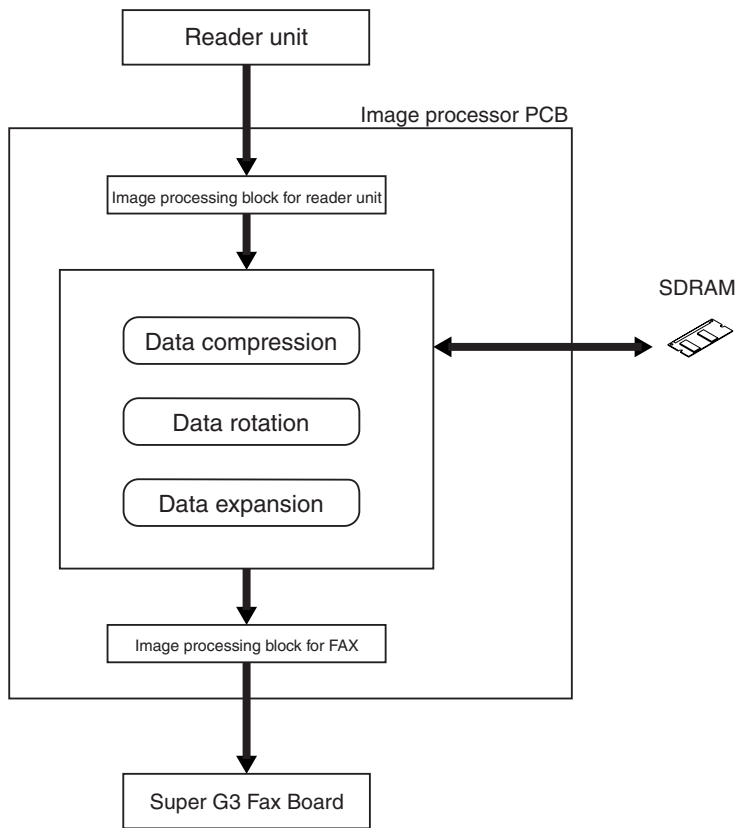 Reader unit
Image processor PCB
Image processing block for reader unit
SDRAM
Data compression
Data rotation
Data expansion
Image processing block for FAX
Super G3 Fax Board